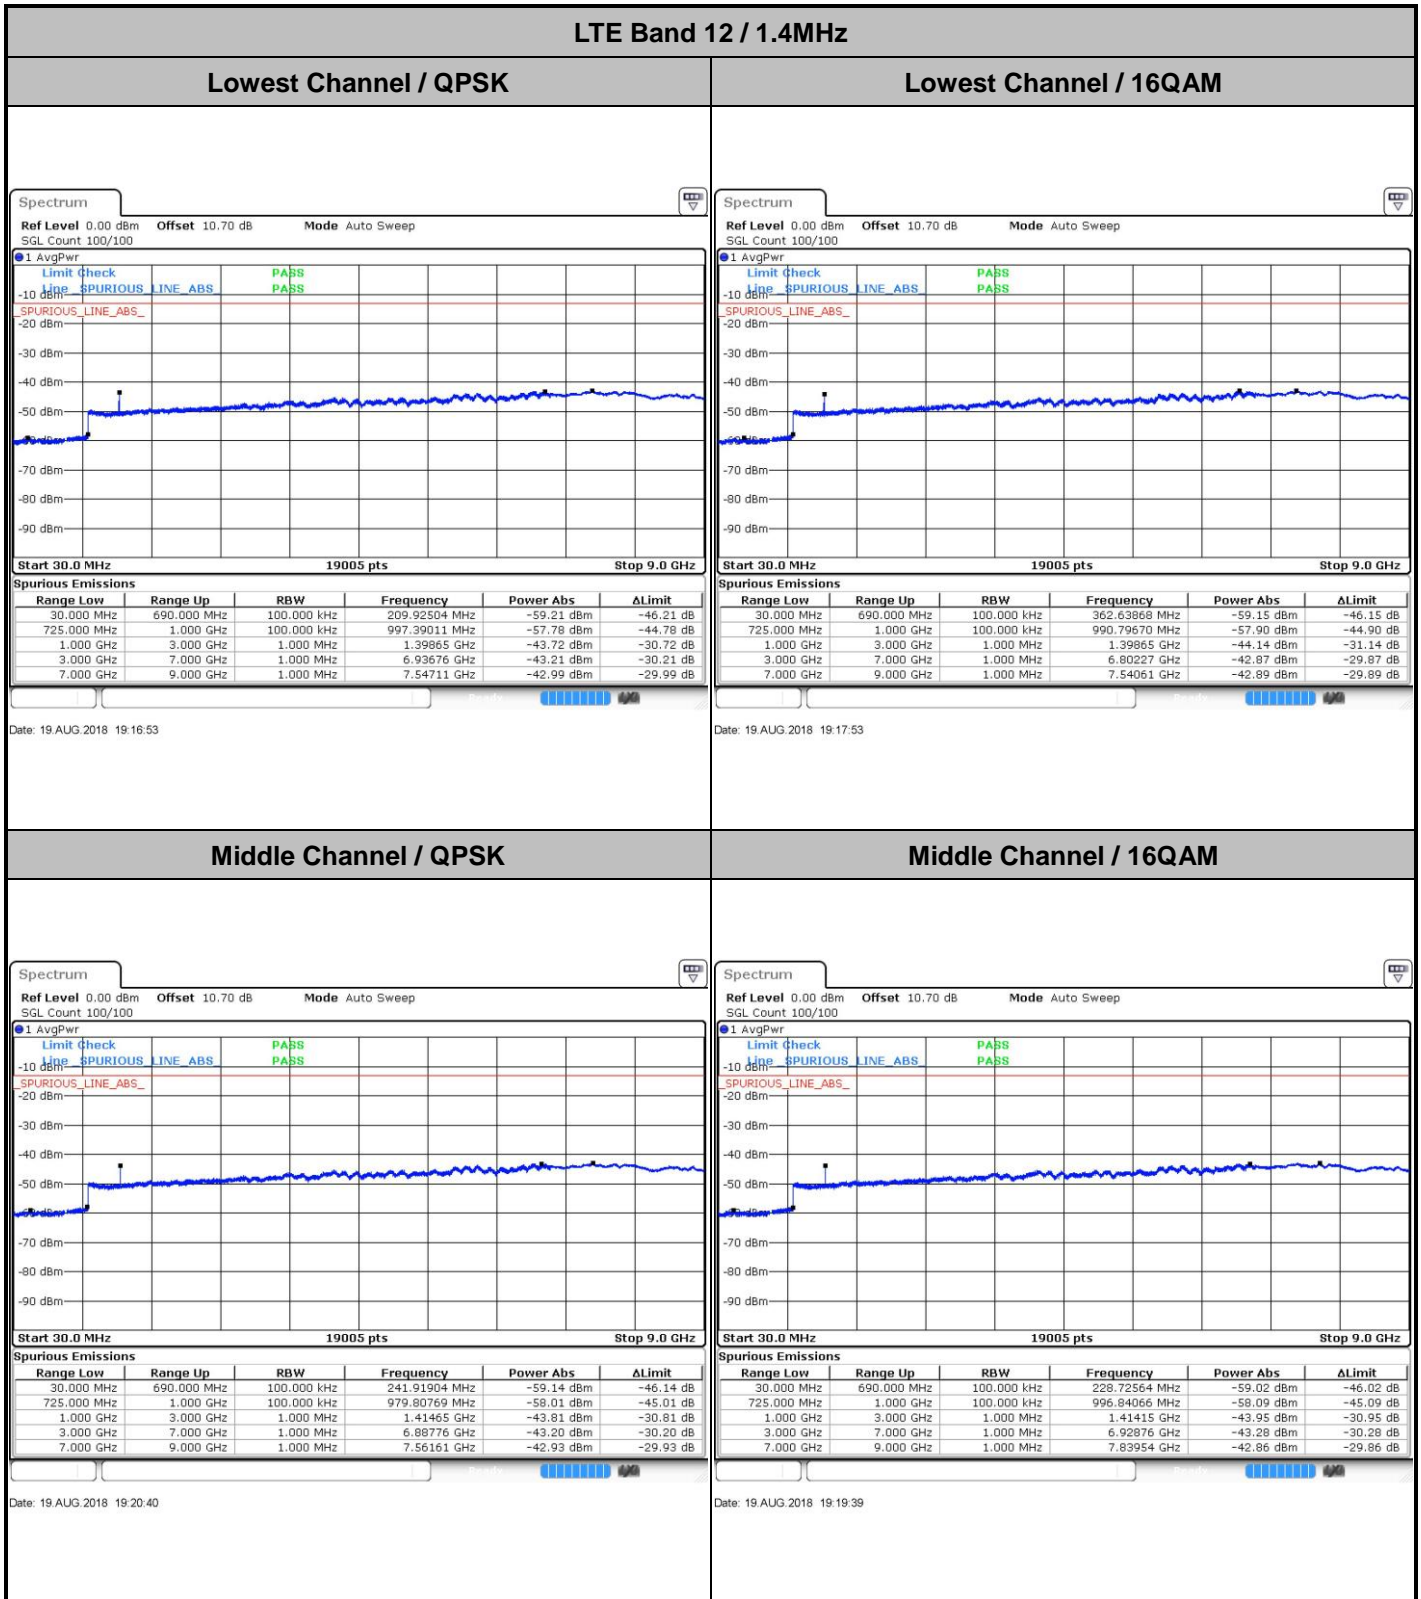 LTE Band 12 / 1.4MHz
Lowest Channel / QPSK
Lowest Channel / 16QAM
Spectrum
Ref Level 0.00 dBm Offset 10.70 dB Mode Auto Sweep
SGL Count 100/100
1 AvgPwr
Limit Check PASS
Line _SPURIOUS_LINE_ABS_ PASS
-10 dBm
_SPURIOUS_LINE_ABS_
-20 dBm
-30 dBm
-40 dBm
-50 dBm
-70 dBm
-80 dBm
-90 dBm
Start 30.0 MHz 19005 pts Stop 9.0 GHz
Spurious Emissions
Range Low Range Up RBW Frequency Power Abs ΔLimit
30.000 MHz 690.000 MHz 100.000 kHz 209.92504 MHz -59.21 dBm -46.21 dB
725.000 MHz 1.000 GHz 100.000 kHz 997.39011 MHz -57.78 dBm -44.78 dB
1.000 GHz 3.000 GHz 1.000 MHz 1.39865 GHz -43.72 dBm -30.72 dB
3.000 GHz 7.000 GHz 1.000 MHz 6.93676 GHz -43.21 dBm -30.21 dB
7.000 GHz 9.000 GHz 1.000 MHz 7.54711 GHz -42.99 dBm -29.99 dB
Date: 19.AUG.2018 19:16:53
Spectrum
Ref Level 0.00 dBm Offset 10.70 dB Mode Auto Sweep
SGL Count 100/100
1 AvgPwr
Limit Check PASS
Line _SPURIOUS_LINE_ABS_ PASS
-10 dBm
_SPURIOUS_LINE_ABS_
-20 dBm
-30 dBm
-40 dBm
-50 dBm
-70 dBm
-80 dBm
-90 dBm
Start 30.0 MHz 19005 pts Stop 9.0 GHz
Spurious Emissions
Range Low Range Up RBW Frequency Power Abs ΔLimit
30.000 MHz 690.000 MHz 100.000 kHz 362.63868 MHz -59.15 dBm -46.15 dB
725.000 MHz 1.000 GHz 100.000 kHz 990.79670 MHz -57.90 dBm -44.90 dB
1.000 GHz 3.000 GHz 1.000 MHz 1.39865 GHz -44.14 dBm -31.14 dB
3.000 GHz 7.000 GHz 1.000 MHz 6.80227 GHz -42.87 dBm -29.87 dB
7.000 GHz 9.000 GHz 1.000 MHz 7.54061 GHz -42.89 dBm -29.89 dB
Date: 19.AUG.2018 19:17:53
Middle Channel / QPSK
Middle Channel / 16QAM
Spectrum
Ref Level 0.00 dBm Offset 10.70 dB Mode Auto Sweep
SGL Count 100/100
1 AvgPwr
Limit Check PASS
Line _SPURIOUS_LINE_ABS_ PASS
-10 dBm
_SPURIOUS_LINE_ABS_
-20 dBm
-30 dBm
-40 dBm
-50 dBm
-70 dBm
-80 dBm
-90 dBm
Start 30.0 MHz 19005 pts Stop 9.0 GHz
Spurious Emissions
Range Low Range Up RBW Frequency Power Abs ΔLimit
30.000 MHz 690.000 MHz 100.000 kHz 241.91904 MHz -59.14 dBm -46.14 dB
725.000 MHz 1.000 GHz 100.000 kHz 979.80769 MHz -58.01 dBm -45.01 dB
1.000 GHz 3.000 GHz 1.000 MHz 1.41465 GHz -43.81 dBm -30.81 dB
3.000 GHz 7.000 GHz 1.000 MHz 6.88776 GHz -43.20 dBm -30.20 dB
7.000 GHz 9.000 GHz 1.000 MHz 7.56161 GHz -42.93 dBm -29.93 dB
Date: 19.AUG.2018 19:20:40
Spectrum
Ref Level 0.00 dBm Offset 10.70 dB Mode Auto Sweep
SGL Count 100/100
1 AvgPwr
Limit Check PASS
Line _SPURIOUS_LINE_ABS_ PASS
-10 dBm
_SPURIOUS_LINE_ABS_
-20 dBm
-30 dBm
-40 dBm
-50 dBm
-70 dBm
-80 dBm
-90 dBm
Start 30.0 MHz 19005 pts Stop 9.0 GHz
Spurious Emissions
Range Low Range Up RBW Frequency Power Abs ΔLimit
30.000 MHz 690.000 MHz 100.000 kHz 228.72564 MHz -59.02 dBm -46.02 dB
725.000 MHz 1.000 GHz 100.000 kHz 996.84066 MHz -58.09 dBm -45.09 dB
1.000 GHz 3.000 GHz 1.000 MHz 1.41415 GHz -43.95 dBm -30.95 dB
3.000 GHz 7.000 GHz 1.000 MHz 6.92876 GHz -43.28 dBm -30.28 dB
7.000 GHz 9.000 GHz 1.000 MHz 7.83954 GHz -42.86 dBm -29.86 dB
Date: 19.AUG.2018 19:19:39